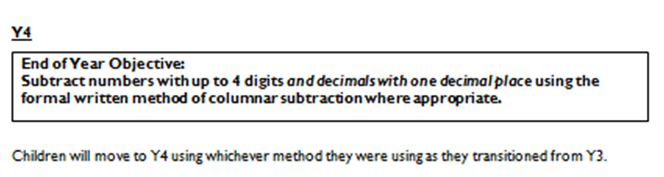 Y4
End of Year Objective:
Subtract numbers with up to 4 digits and decimals with one decimal place using the
formal written method of columnar subtraction where appropriate.
Children will move to Y4 using whichever method they were using as they transitioned from Y3.